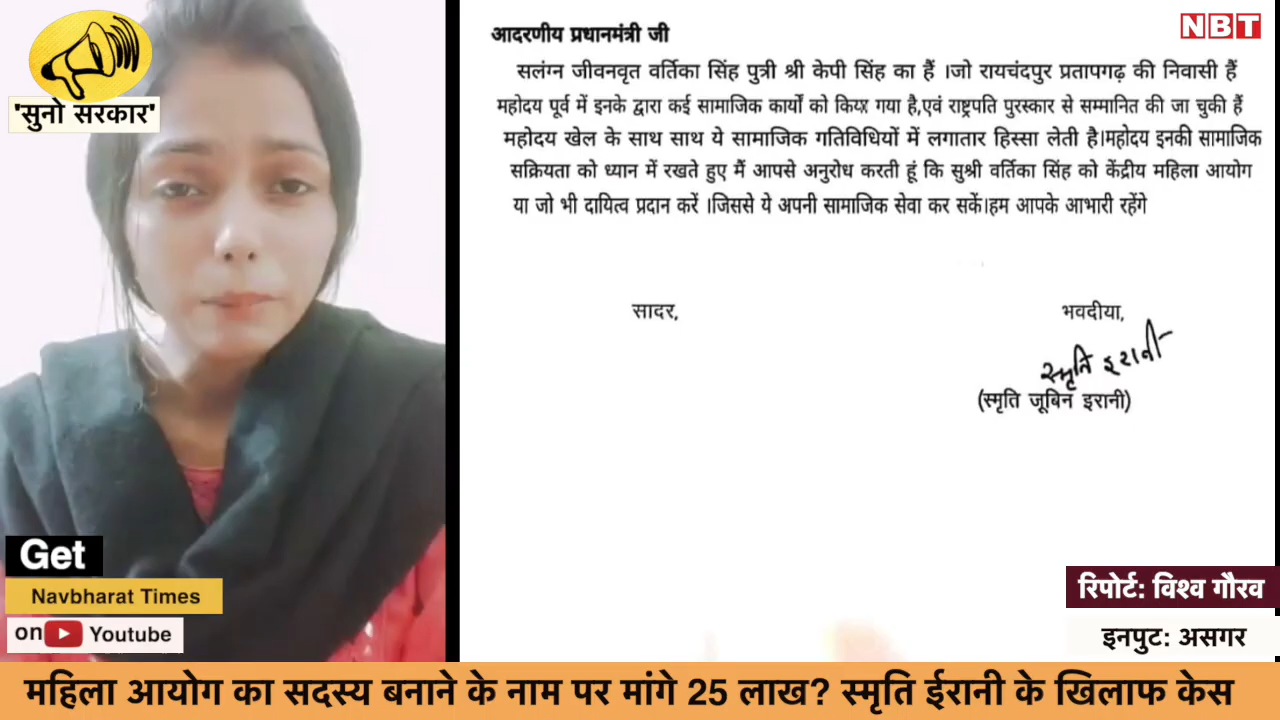 'सुनो सरकार'
NBT
आदरणीय प्रधानमंत्री जी
सलंग्न जीवनवृत वर्तिका सिंह पुत्री श्री केपी सिंह का हैं ।जो रायचंदपुर प्रतापगढ़ की निवासी हैं
महोदय पूर्व में इनके द्वारा कई सामाजिक कार्यों को किया गया है,एवं राष्ट्रपति पुरस्कार से सम्मानित की जा चुकी हैं
महोदय खेल के साथ साथ ये सामाजिक गतिविधियों में लगातार हिस्सा लेती है।महोदय इनकी सामाजिक
सक्रियता को ध्यान में रखते हुए मैं आपसे अनुरोध करती हूं कि सुश्री वर्तिका सिंह को केंद्रीय महिला आयोग
या जो भी दायित्व प्रदान करें ।जिससे ये अपनी सामाजिक सेवा कर सकें।हम आपके आभारी रहेंगे
सादर,
भवदीया,
स्मृति इरानी
(स्मृति जूबिन इरानी)
Get
Navbharat Times
on Youtube
रिपोर्ट: विश्व गौरव
इनपुट: असगर
महिला आयोग का सदस्य बनाने के नाम पर मांगे 25 लाख? स्मृति ईरानी के खिलाफ केस